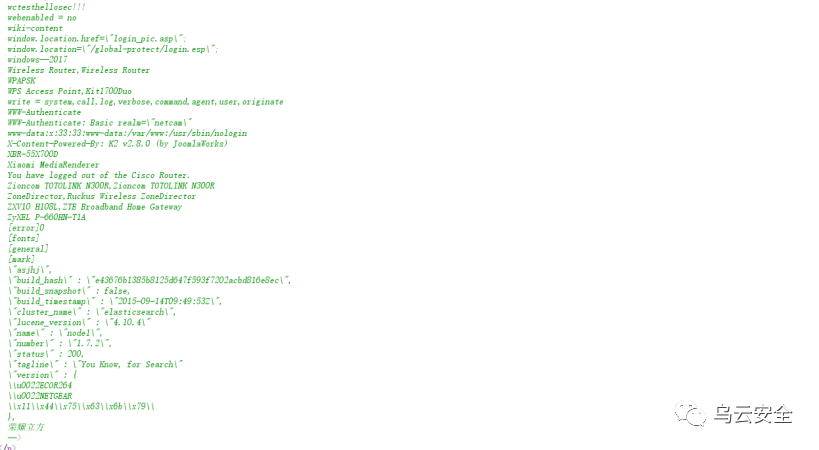 wctesthellosec!!!
webenabled = no
wiki-content
window.location.href=\"login_pic.asp\";
window.location=\"/global-protect/login.esp\";
windows--2017
Wireless Router,Wireless Router
WPAPSK
WPS Access Point,Kit1700Duo
write = system,call,log,verbose,command,agent,user,originate
WWW-Authenticate
WWW-Authenticate: Basic realm=\"netcam\"
www-data:x:33:33:www-data:/var/www:/usr/sbin/nologin
X-Content-Powered-By: K2 v2.8.0 (by JoomlaWorks)
XBR-55X700D
Xiaomi MediaRenderer
You have logged out of the Cisco Router.
Zioncom TOTOLINK N300R,Zioncom TOTOLINK N300R
ZoneDirector,Ruckus Wireless ZoneDirector
ZXV10 H108L,ZTE Broadband Home Gateway
ZyXEL P-660HN-T1A
[error]0
[fonts]
[general]
[mark]
\"asjhj\",
\"build_hash\" : \"e43676b1385b8125d647f593f7202acbd816e8ec\",
\"build_snapshot\" : false,
\"build_timestamp\" : \"2015-09-14T09:49:53Z\",
\"cluster_name\" : \"elasticsearch\",
\"lucene_version\" : \"4.10.4\"
\"name\" : \"node1\",
\"number\" : \"1.7.2\",
\"status\" : 200,
\"tagline\" : \"You Know, for Search\"
\"version\" : {
\\u0022ECOR264
\\u0022NETGEAR
\\x11\\x44\\x75\\x63\\x6b\\x79\\
},
荣耀立方
-->
</p>
乌云安全